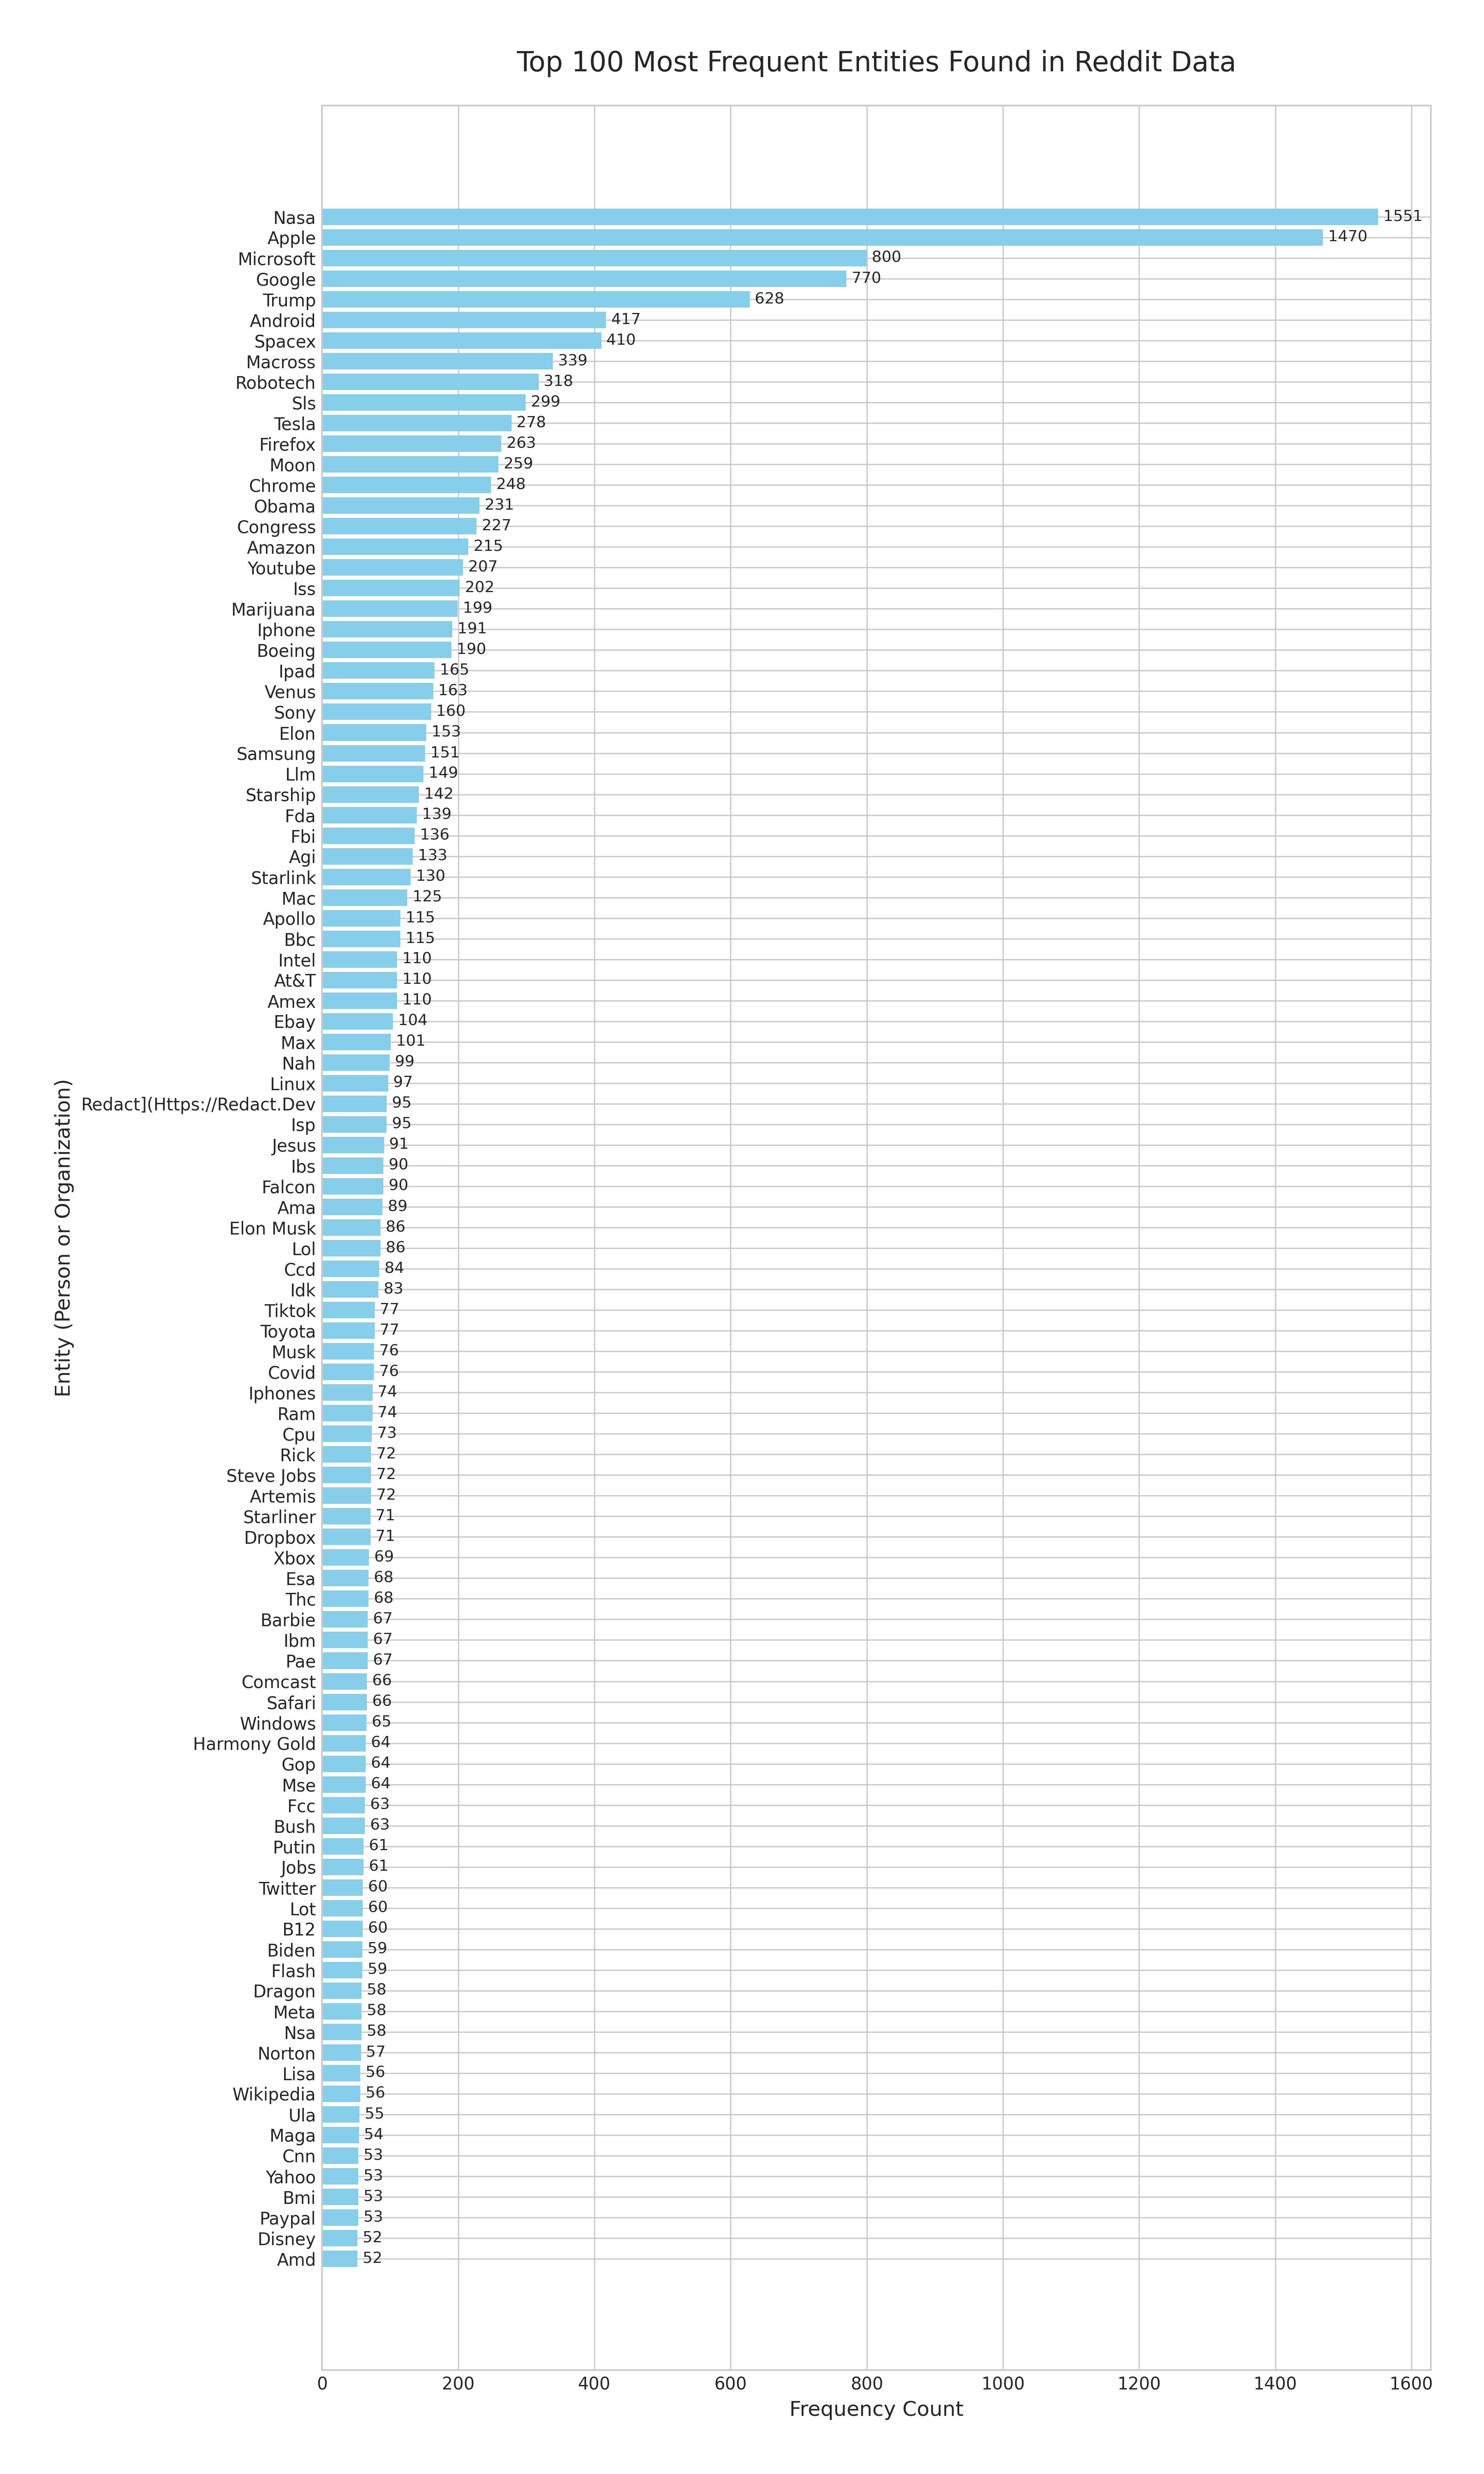 Top 100 Most Frequent Entities Found in Reddit Data
Nasa 1551
Apple 1470
Microsoft 800
Google 770
Trump 628
Android 417
Spacex 410
Macross 339
Robotech 318
Sls 299
Tesla 278
Firefox 263
Moon 259
Chrome 248
Obama 231
Congress 227
Amazon 215
Youtube 207
Iss 202
Marijuana 199
Iphone 191
Boeing 190
Ipad 165
Venus 163
Sony 160
Elon 153
Samsung 151
Llm 149
Starship 142
Fda 139
Fbi 136
Agi 133
Starlink 130
Mac 125
Apollo 115
Bbc 115
Intel 110
At&T 110
Amex 110
Ebay 104
Max 101
Nah 99
Linux 97
Redact](Https://Redact.Dev 95
Isp 95
Jesus 91
Ibs 90
Falcon 90
Ama 89
Elon Musk 86
Lol 86
Ccd 84
Idk 83
Tiktok 77
Toyota 77
Musk 76
Covid 76
Iphones 74
Ram 74
Cpu 73
Rick 72
Steve Jobs 72
Artemis 72
Starliner 71
Dropbox 71
Xbox 69
Esa 68
Thc 68
Barbie 67
Ibm 67
Pae 67
Comcast 66
Safari 66
Windows 65
Harmony Gold 64
Gop 64
Mse 64
Fcc 63
Bush 63
Putin 61
Jobs 61
Twitter 60
Lot 60
B12 60
Biden 59
Flash 59
Dragon 58
Meta 58
Nsa 58
Norton 57
Lisa 56
Wikipedia 56
Ula 55
Maga 54
Cnn 53
Yahoo 53
Bmi 53
Paypal 53
Disney 52
Amd 52
Entity (Person or Organization)
0 200 400 600 800 1000 1200 1400 1600
Frequency Count